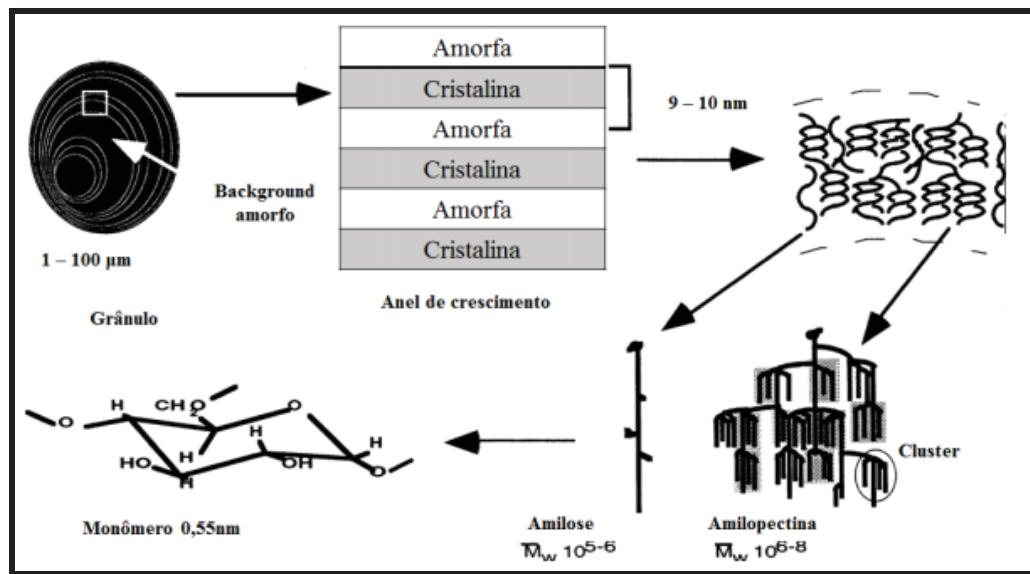 Amorfa
Cristalina
Amorfa
Cristalina
Amorfa
Cristalina
9 – 10 nm
Background
amorfo
1 – 100 µm
Grânulo
Anel de crescimento
Cluster
H
CH2O
O
O
H
H
H
HO
H
OH
O
Monômero 0,55nm
Amilose
M̅w 10⁵⁻⁶
Amilopectina
M̅w 10⁶⁻⁸